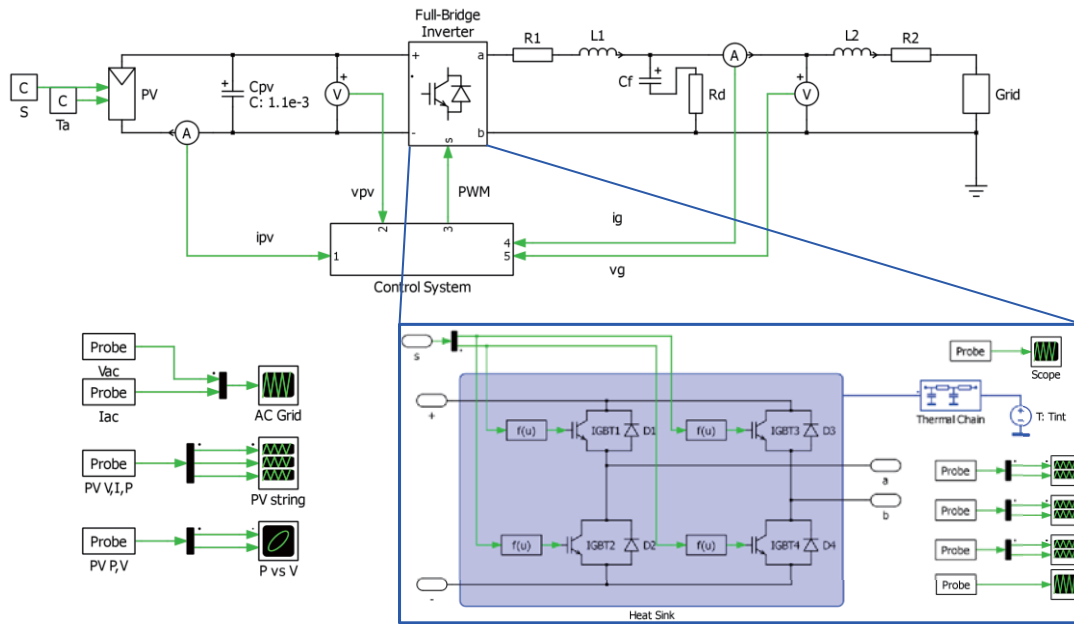 Full-Bridge
Inverter
R1
L1
L2
R2
C
S
C
Ta
PV
A
+
Cpv
C: 1.1e-3
+
V
+
-
a
b
s
+
Cf
Rd
A
+
V
Grid
vpv
PWM
ig
ipv
vg
1
2
3
4
5
Control System
Probe
Vac
Probe
Iac
AC Grid
Probe
PV V,I,P
PV string
Probe
PV P,V
P vs V
s
+
-
f(u)
IGBT1
D1
f(u)
IGBT3
D3
f(u)
IGBT2
D2
f(u)
IGBT4
D4
a
b
Heat Sink
Thermal Chain
T: Tint
Probe
Scope
Probe
Probe
Probe
Probe